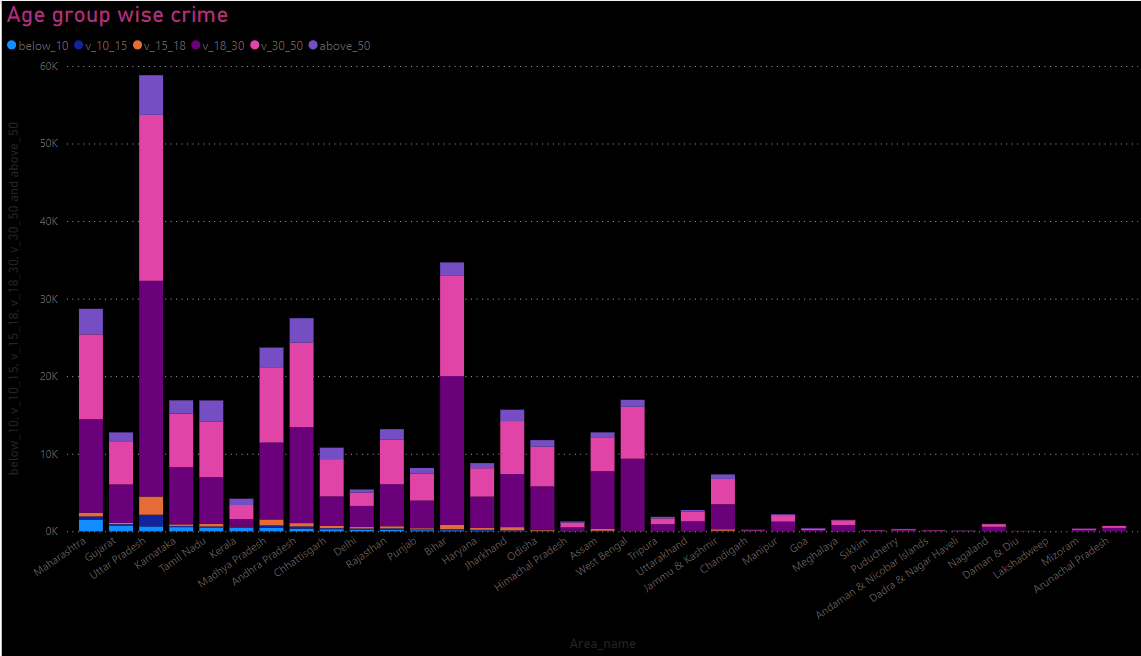 Age group wise crime
below_10 v_10_15 v_15_18 v_18_30 v_30_50 above_50
60K
50K
40K
30K
20K
10K
0K
below_10, v_10_15, v_15_18, v_18_30, v_30_50 and above_50
Maharashtra
Gujarat
Uttar Pradesh
Karnataka
Tamil Nadu
Kerala
Madhya Pradesh
Andhra Pradesh
Chhattisgarh
Delhi
Rajasthan
Punjab
Bihar
Haryana
Jharkhand
Odisha
Himachal Pradesh
Assam
West Bengal
Tripura
Uttarakhand
Jammu & Kashmir
Chandigarh
Manipur
Goa
Meghalaya
Sikkim
Puducherry
Andaman & Nicobar Islands
Dadra & Nagar Haveli
Nagaland
Daman & Diu
Lakshadweep
Mizoram
Arunachal Pradesh
Area_name